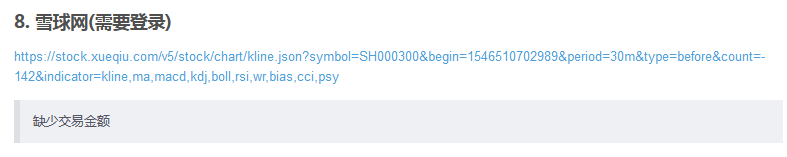 8. 雪球网(需要登录)
https://stock.xueqiu.com/v5/stock/chart/kline.json?symbol=SH000300&begin=1546510702989&period=30m&type=before&count=-
142&indicator=kline,ma,macd,kdj,boll,rsi,wr,bias,cci,psy
缺少交易金额